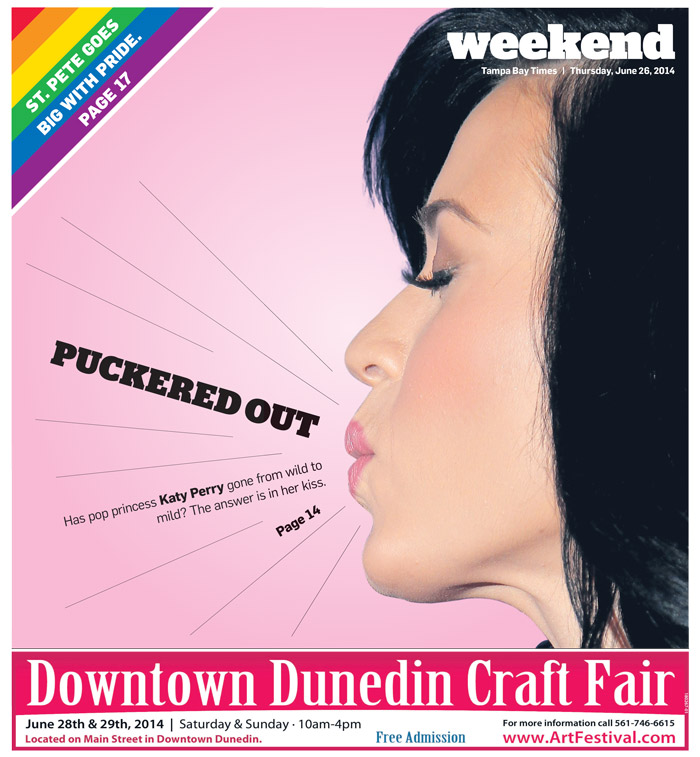 ST. PETE GOES
BIG WITH PRIDE.
PAGE 17
weekend
Tampa Bay Times | Thursday, June 26, 2014
PUCKERED OUT
Has pop princess Katy Perry gone from wild to
mild? The answer is in her kiss.
Page 14
Downtown Dunedin Craft Fair
June 28th & 29th, 2014 | Saturday & Sunday · 10am-4pm
Located on Main Street in Downtown Dunedin.
Free Admission
For more information call 561-746-6615
www.ArtFestival.com